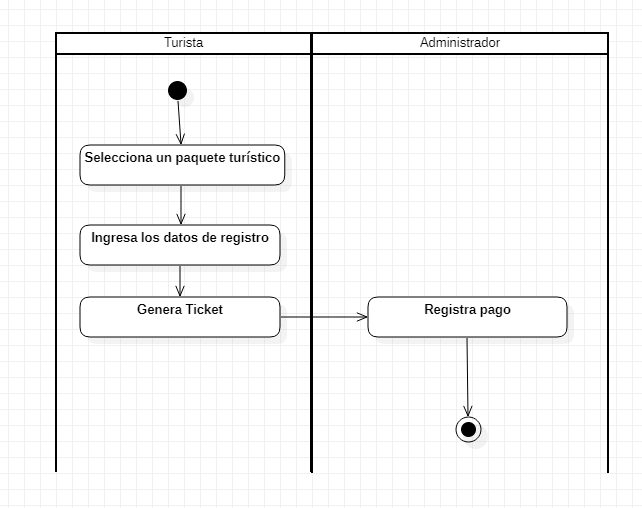 Turista
Administrador
Selecciona un paquete turístico
Ingresa los datos de registro
Genera Ticket
Registra pago